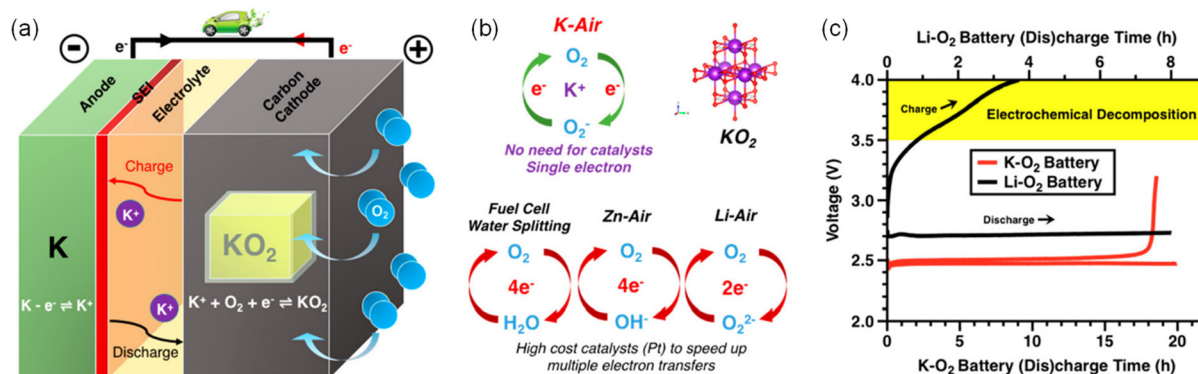 (a)
e⁻
e⁻
Anode
SEI
Electrolyte
Carbon
Cathode
Charge
K⁺
O₂
K
KO₂
K - e⁻ ⇌ K⁺
K⁺
K⁺ + O₂ + e⁻ ⇌ KO₂
Discharge
(b)
K-Air
O₂
e⁻ K⁺ e⁻
O₂⁻
No need for catalysts
Single electron
KO₂
Fuel Cell
Water Splitting
O₂
4e⁻
H₂O
Zn-Air
O₂
4e⁻
OH⁻
Li-Air
O₂
2e⁻
O₂²⁻
High cost catalysts (Pt) to speed up
multiple electron transfers
(c)
Li-O₂ Battery (Dis)charge Time (h)
0 2 4 6 8
4.0
3.5
3.0
2.5
2.0
Voltage (V)
Charge →
Electrochemical Decomposition
K-O₂ Battery
Li-O₂ Battery
Discharge →
0 5 10 15 20
K-O₂ Battery (Dis)charge Time (h)